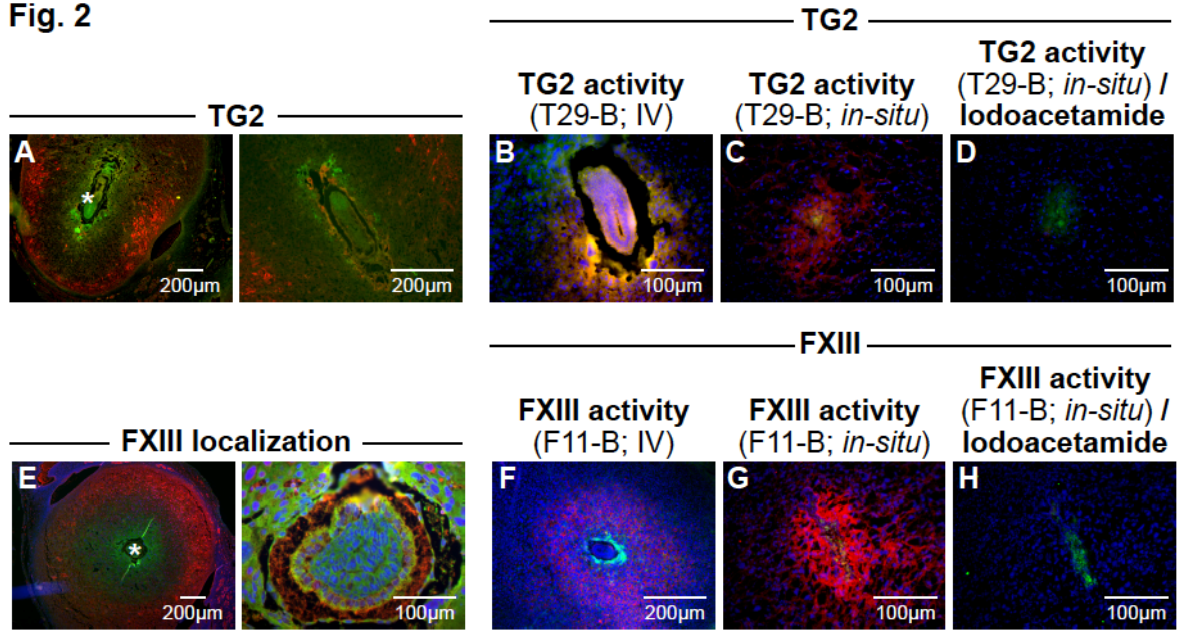 Fig. 2
TG2
TG2
TG2 activity
(T29-B; IV)
TG2 activity
(T29-B; in-situ)
TG2 activity
(T29-B; in-situ) /
Iodoacetamide
A
*
200μm
200μm
B
100μm
C
100μm
D
100μm
FXIII
FXIII localization
FXIII activity
(F11-B; IV)
FXIII activity
(F11-B; in-situ)
FXIII activity
(F11-B; in-situ) /
Iodoacetamide
E
*
200μm
100μm
F
200μm
G
100μm
H
100μm